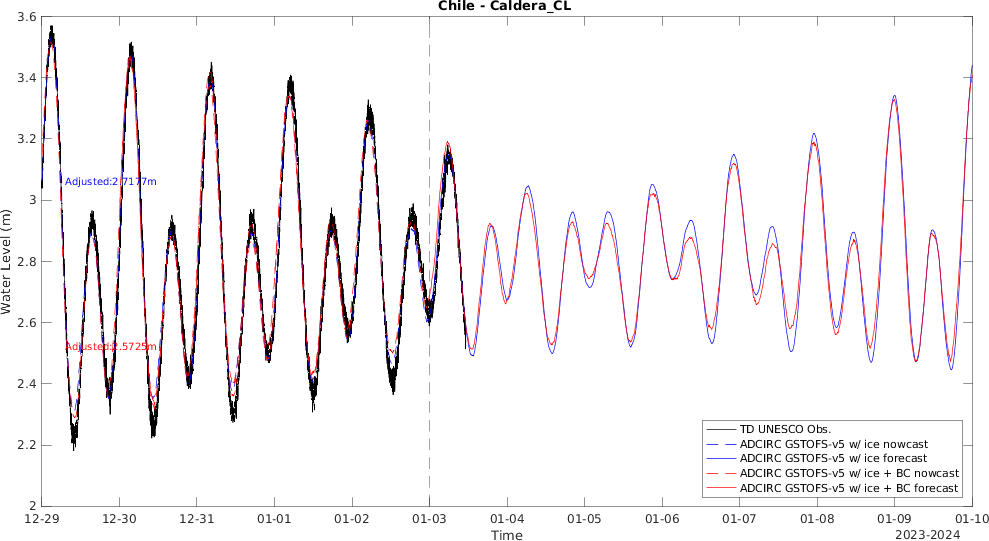 Chile - Caldera_CL
3.6
3.4
3.2
3
2.8
2.6
2.4
2.2
2
Water Level (m)
Adjusted:2.7177m
Adjusted:2.5725m
TD UNESCO Obs.
ADCIRC GSTOFS-v5 w/ ice nowcast
ADCIRC GSTOFS-v5 w/ ice forecast
ADCIRC GSTOFS-v5 w/ ice + BC nowcast
ADCIRC GSTOFS-v5 w/ ice + BC forecast
12-29 12-30 12-31 01-01 01-02 01-03 01-04 01-05 01-06 01-07 01-08 01-09 01-10
Time
2023-2024